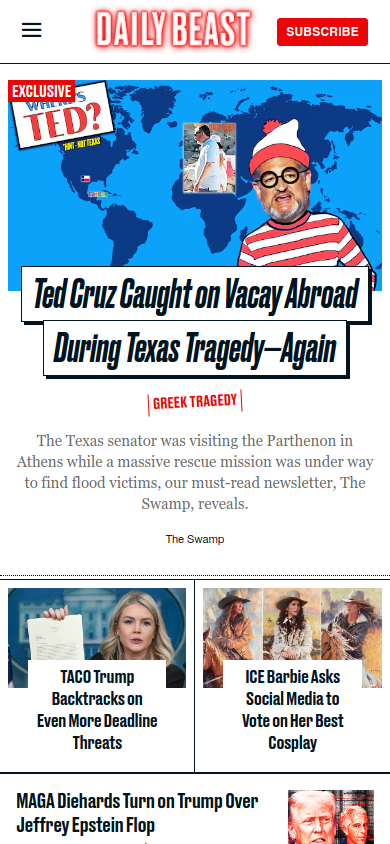 DAILY BEAST
SUBSCRIBE
EXCLUSIVE
WHERE'S
TED?
*HINT - NOT TEXAS*
Ted Cruz Caught on Vacay Abroad
During Texas Tragedy—Again
GREEK TRAGEDY
The Texas senator was visiting the Parthenon in
Athens while a massive rescue mission was under way
to find flood victims, our must-read newsletter, The
Swamp, reveals.
The Swamp
TACO Trump
Backtracks on
Even More Deadline
Threats
ICE Barbie Asks
Social Media to
Vote on Her Best
Cosplay
MAGA Diehards Turn on Trump Over
Jeffrey Epstein Flop